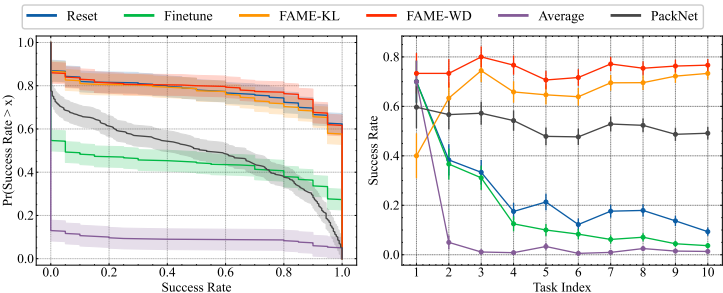 Reset Finetune FAME-KL FAME-WD Average PackNet
1.0
0.8
0.6
0.4
0.2
0.0
Pr(Success Rate > x)
0.0 0.2 0.4 0.6 0.8 1.0
Success Rate
0.8
0.6
0.4
0.2
0.0
Success Rate
1 2 3 4 5 6 7 8 9 10
Task Index